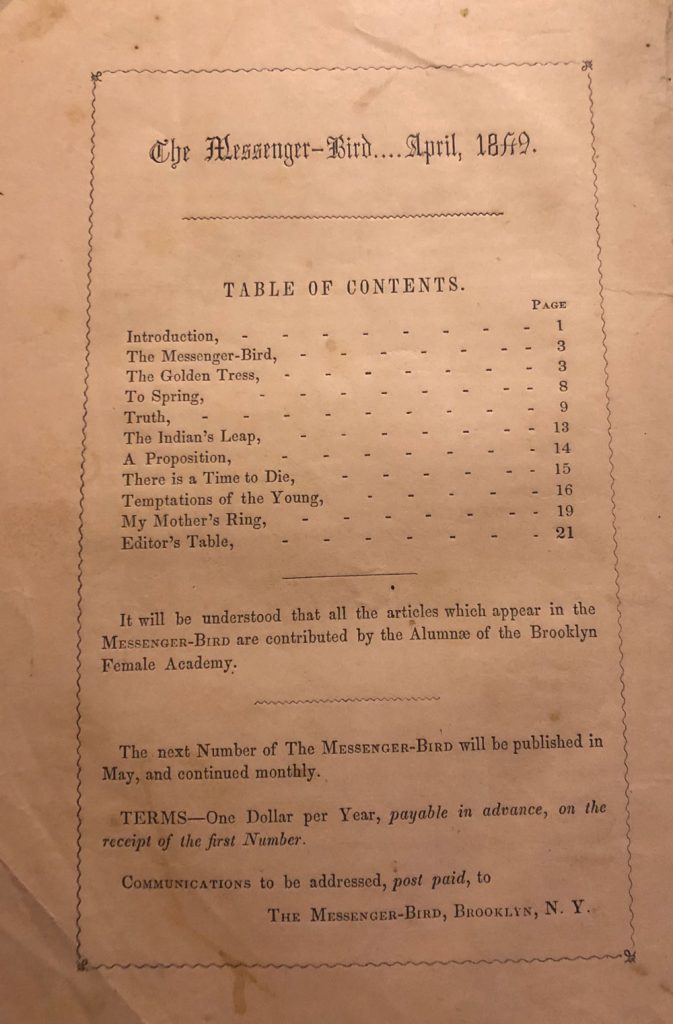 The Messenger-Bird....April, 1849.
TABLE OF CONTENTS.
PAGE
Introduction, - - - - - - - - 1
The Messenger-Bird, - - - - - - - 3
The Golden Tress, - - - - - - - - 3
To Spring, - - - - - - - - 8
Truth, - - - - - - - - - 9
The Indian's Leap, - - - - - - - 13
A Proposition, - - - - - - - 14
There is a Time to Die, - - - - - - 15
Temptations of the Young, - - - - - 16
My Mother's Ring, - - - - - - - 19
Editor's Table, - - - - - - - 21
It will be understood that all the articles which appear in the
MESSENGER-BIRD are contributed by the Alumnæ of the Brooklyn
Female Academy.
The next Number of The MESSENGER-BIRD will be published in
May, and continued monthly.
TERMS—One Dollar per Year, payable in advance, on the
receipt of the first Number.
COMMUNICATIONS to be addressed, post paid, to
THE MESSENGER-BIRD, BROOKLYN, N. Y.